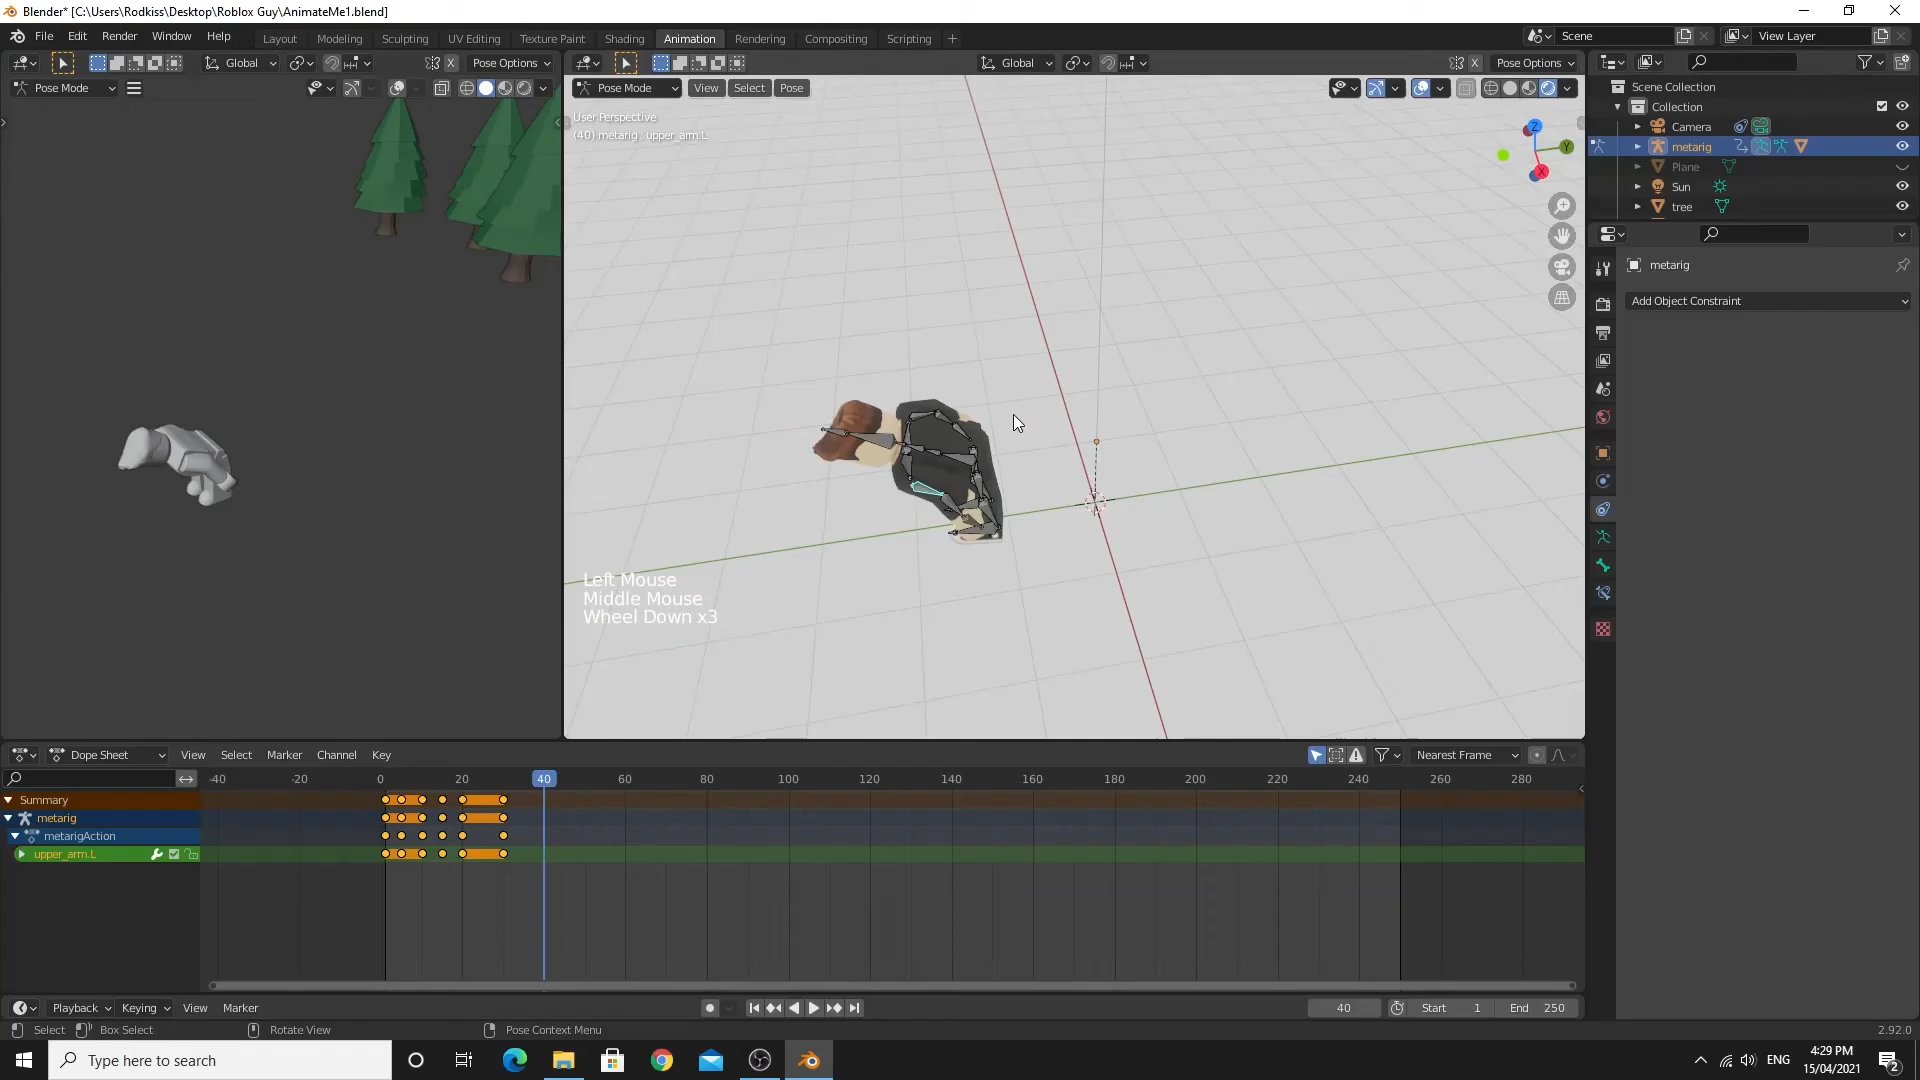 Blender* [C:\Users\Rodkiss\Desktop\Roblox Guy\AnimateMe1.blend]
File Edit Render Window Help Layout Modeling Sculpting UV Editing Texture Paint Shading Animation Rendering Compositing Scripting + Scene View Layer
Global Pose Options Global Pose Options
Pose Mode Pose Mode View Select Pose
Scene Collection
Collection
Camera
metarig
Plane
Sun
tree
User Perspective
(40) metarig : upper_arm.L
Z
Y
X
metarig
Add Object Constraint
Left Mouse
Middle Mouse
Wheel Down x3
Dope Sheet View Select Marker Channel Key Nearest Frame
-40 -20 0 20 40 60 80 100 120 140 160 180 200 220 240 260 280
Summary
metarig
metarigAction
upper_arm.L
Playback Keying View Marker 40 Start 1 End 250
Select Box Select Rotate View Pose Context Menu 2.92.0
Type here to search
ENG
4:29 PM
15/04/2021
2